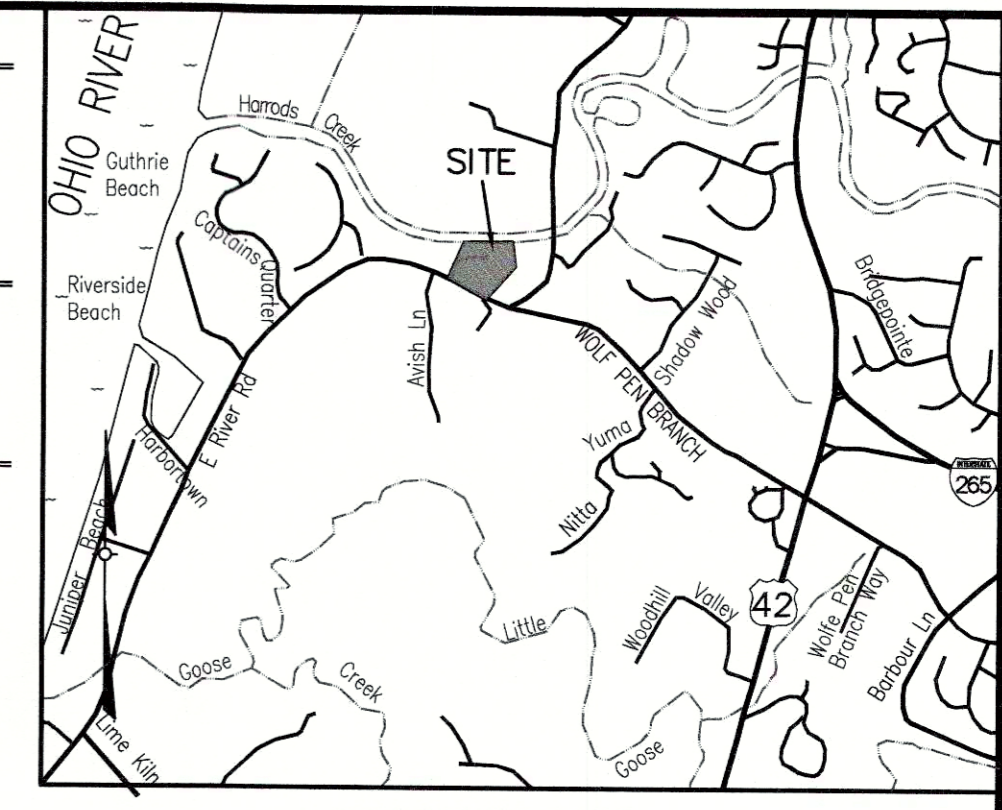 OHIO RIVER
Harrods
Creek
Guthrie
Beach
SITE
Captains
Quarter
Riverside
Beach
Avish Ln
WOLF PEN BRANCH
Shadow Wood
Bridgepointe
E River Rd
Harbortown
Yuma
Nitta
INTERSTATE
265
Juniper Beach
Woodhill
Valley
42
Wolfe Pen
Branch Way
Barbour Ln
Little
Goose
Creek
Goose
Lime Kiln